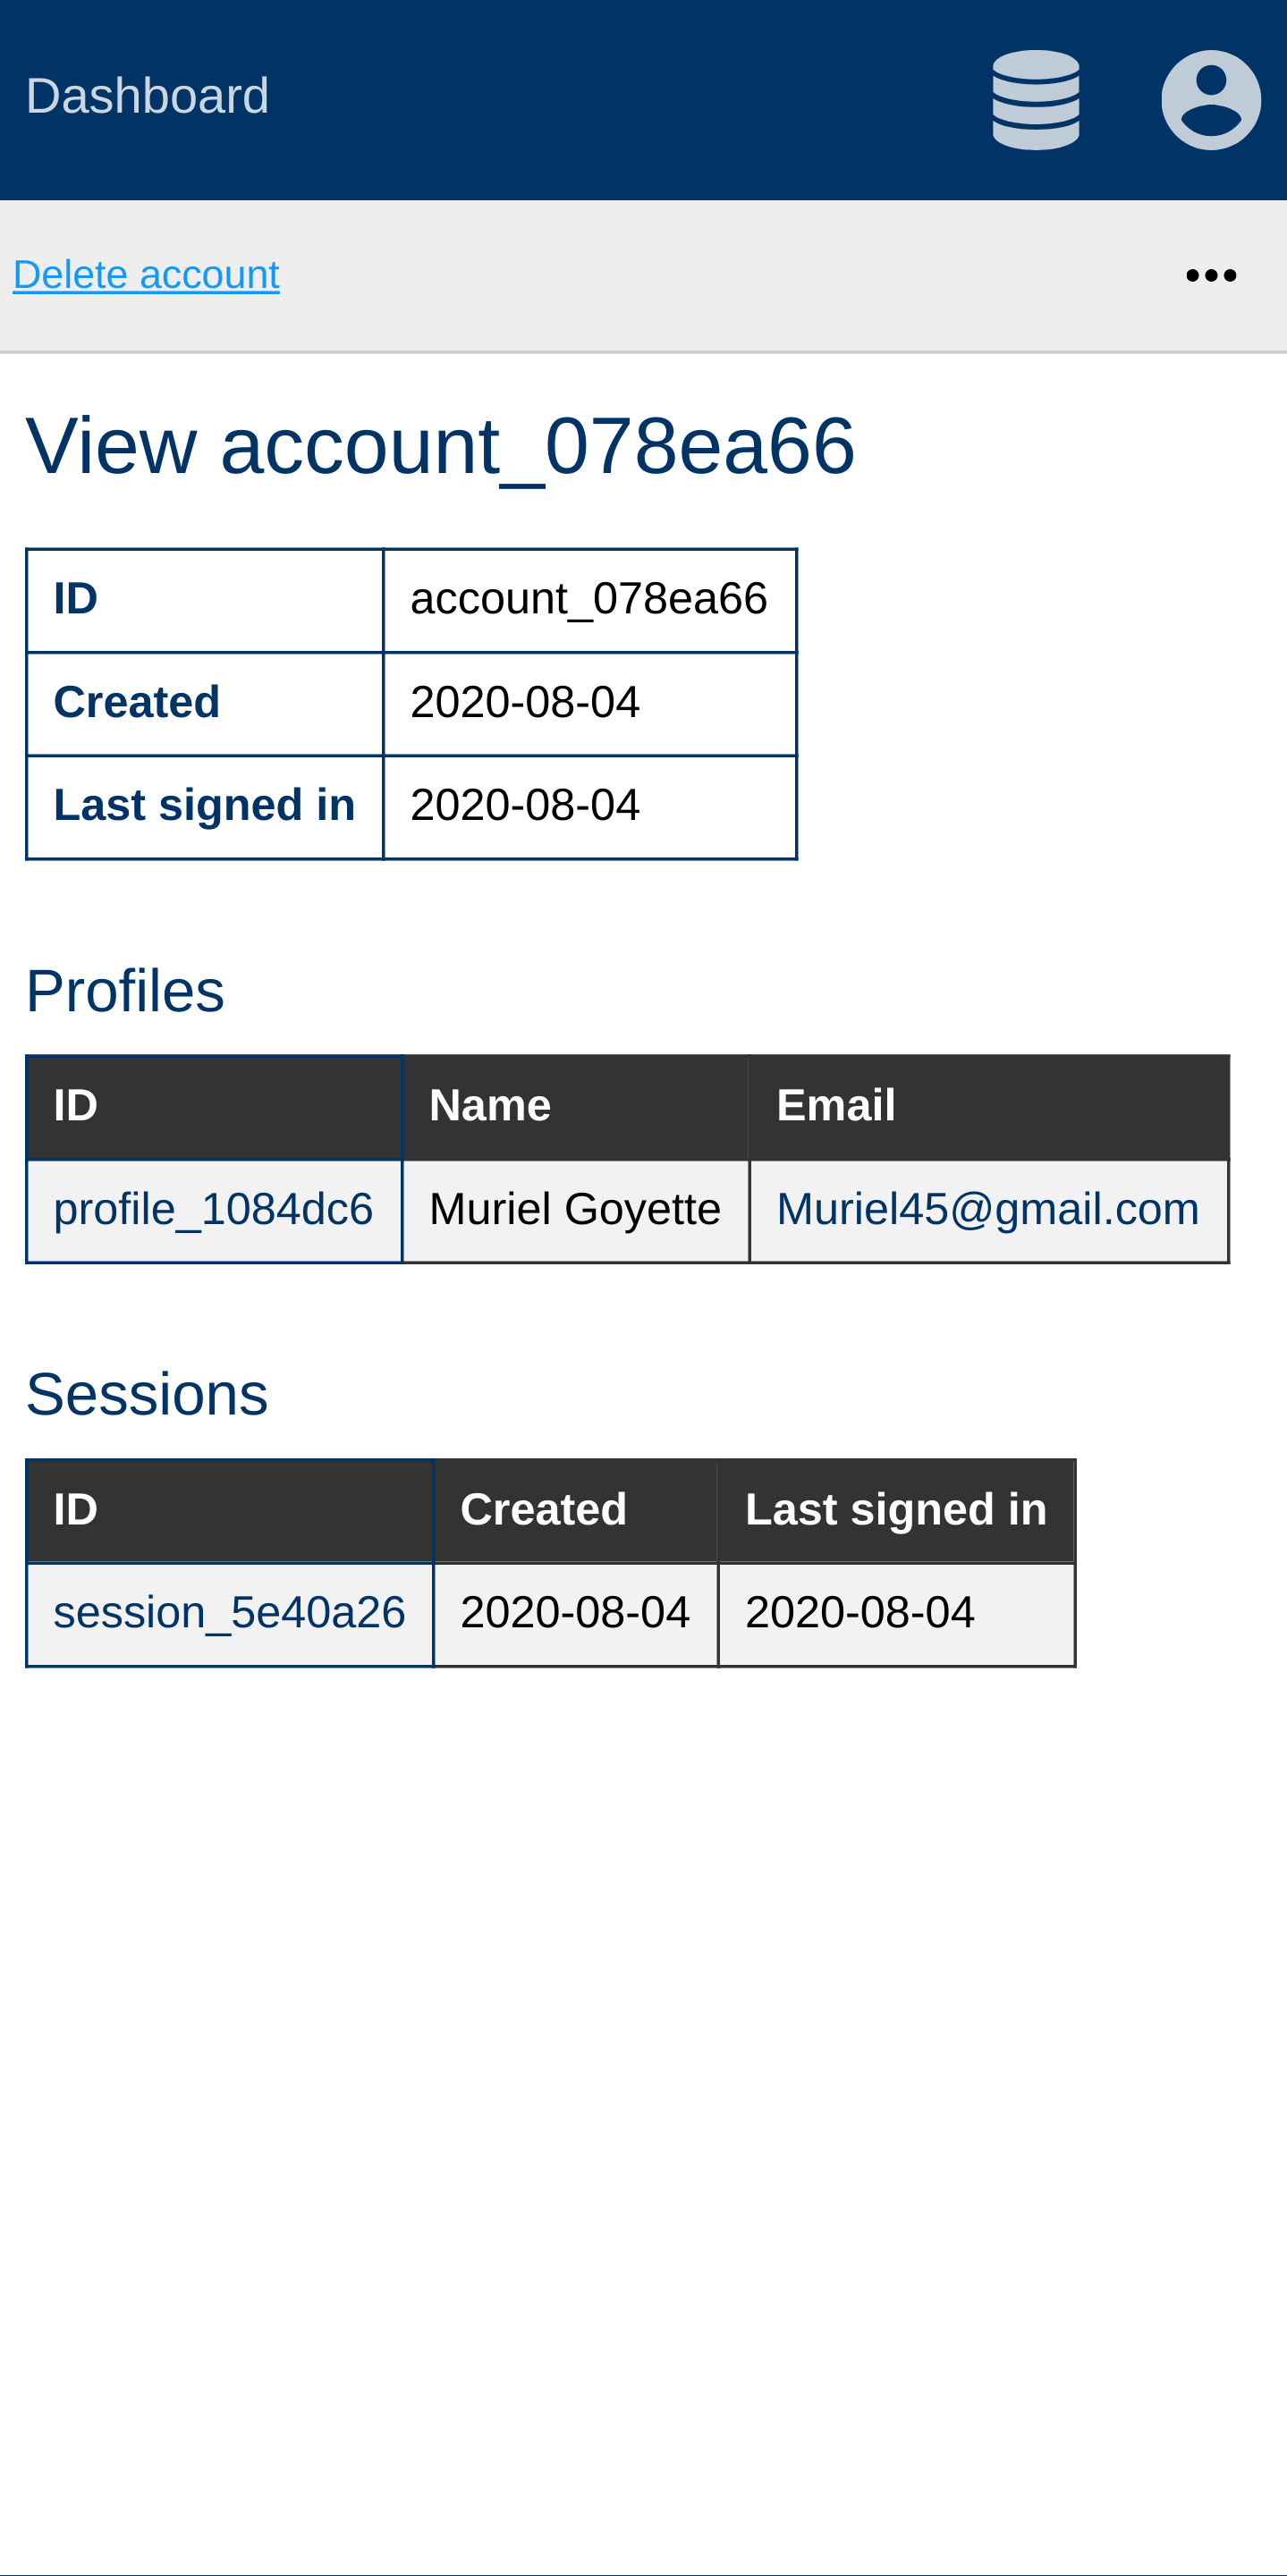 Dashboard
Delete account
View account_078ea66
ID account_078ea66
Created 2020-08-04
Last signed in 2020-08-04
Profiles
ID Name Email
profile_1084dc6 Muriel Goyette Muriel45@gmail.com
Sessions
ID Created Last signed in
session_5e40a26 2020-08-04 2020-08-04